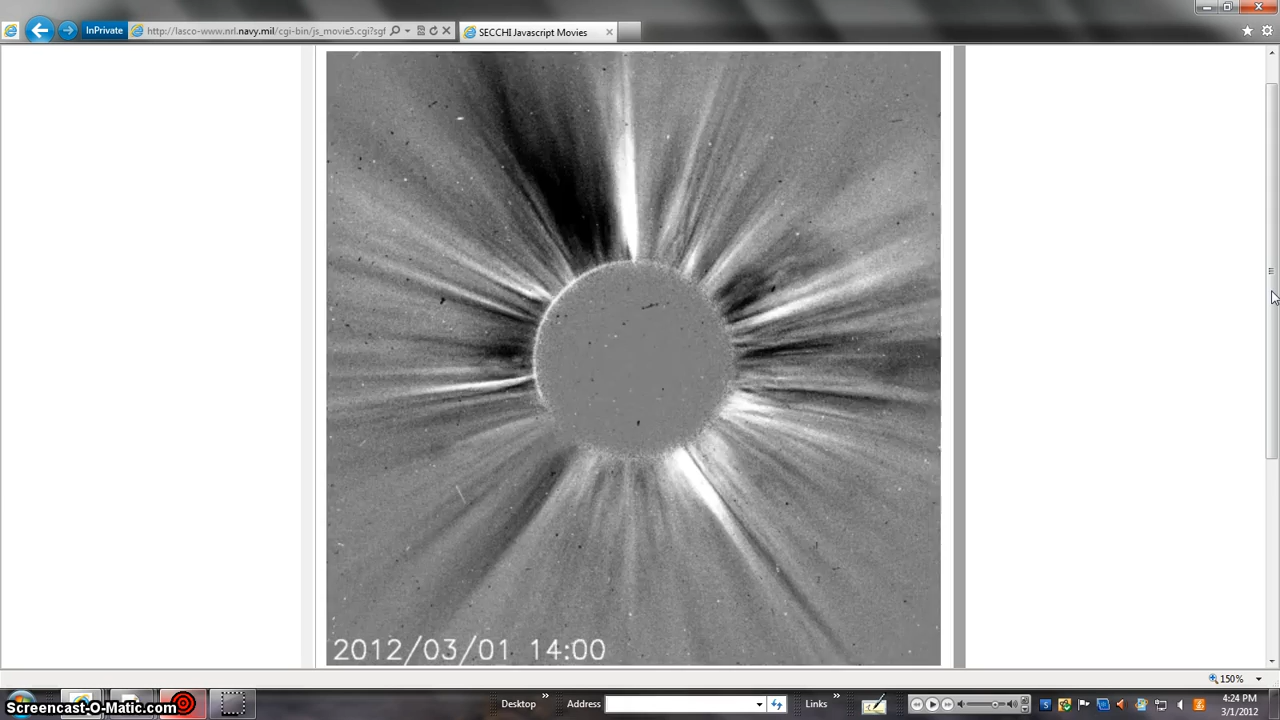 InPrivate
http://lasco-www.nrl.navy.mil/cgi-bin/js_movie5.cgi?sgf
SECCHI Javascript Movies
2012/03/01 14:00
150%
Desktop
Address
Links
4:24 PM
3/1/2012
Screencast-O-Matic.com